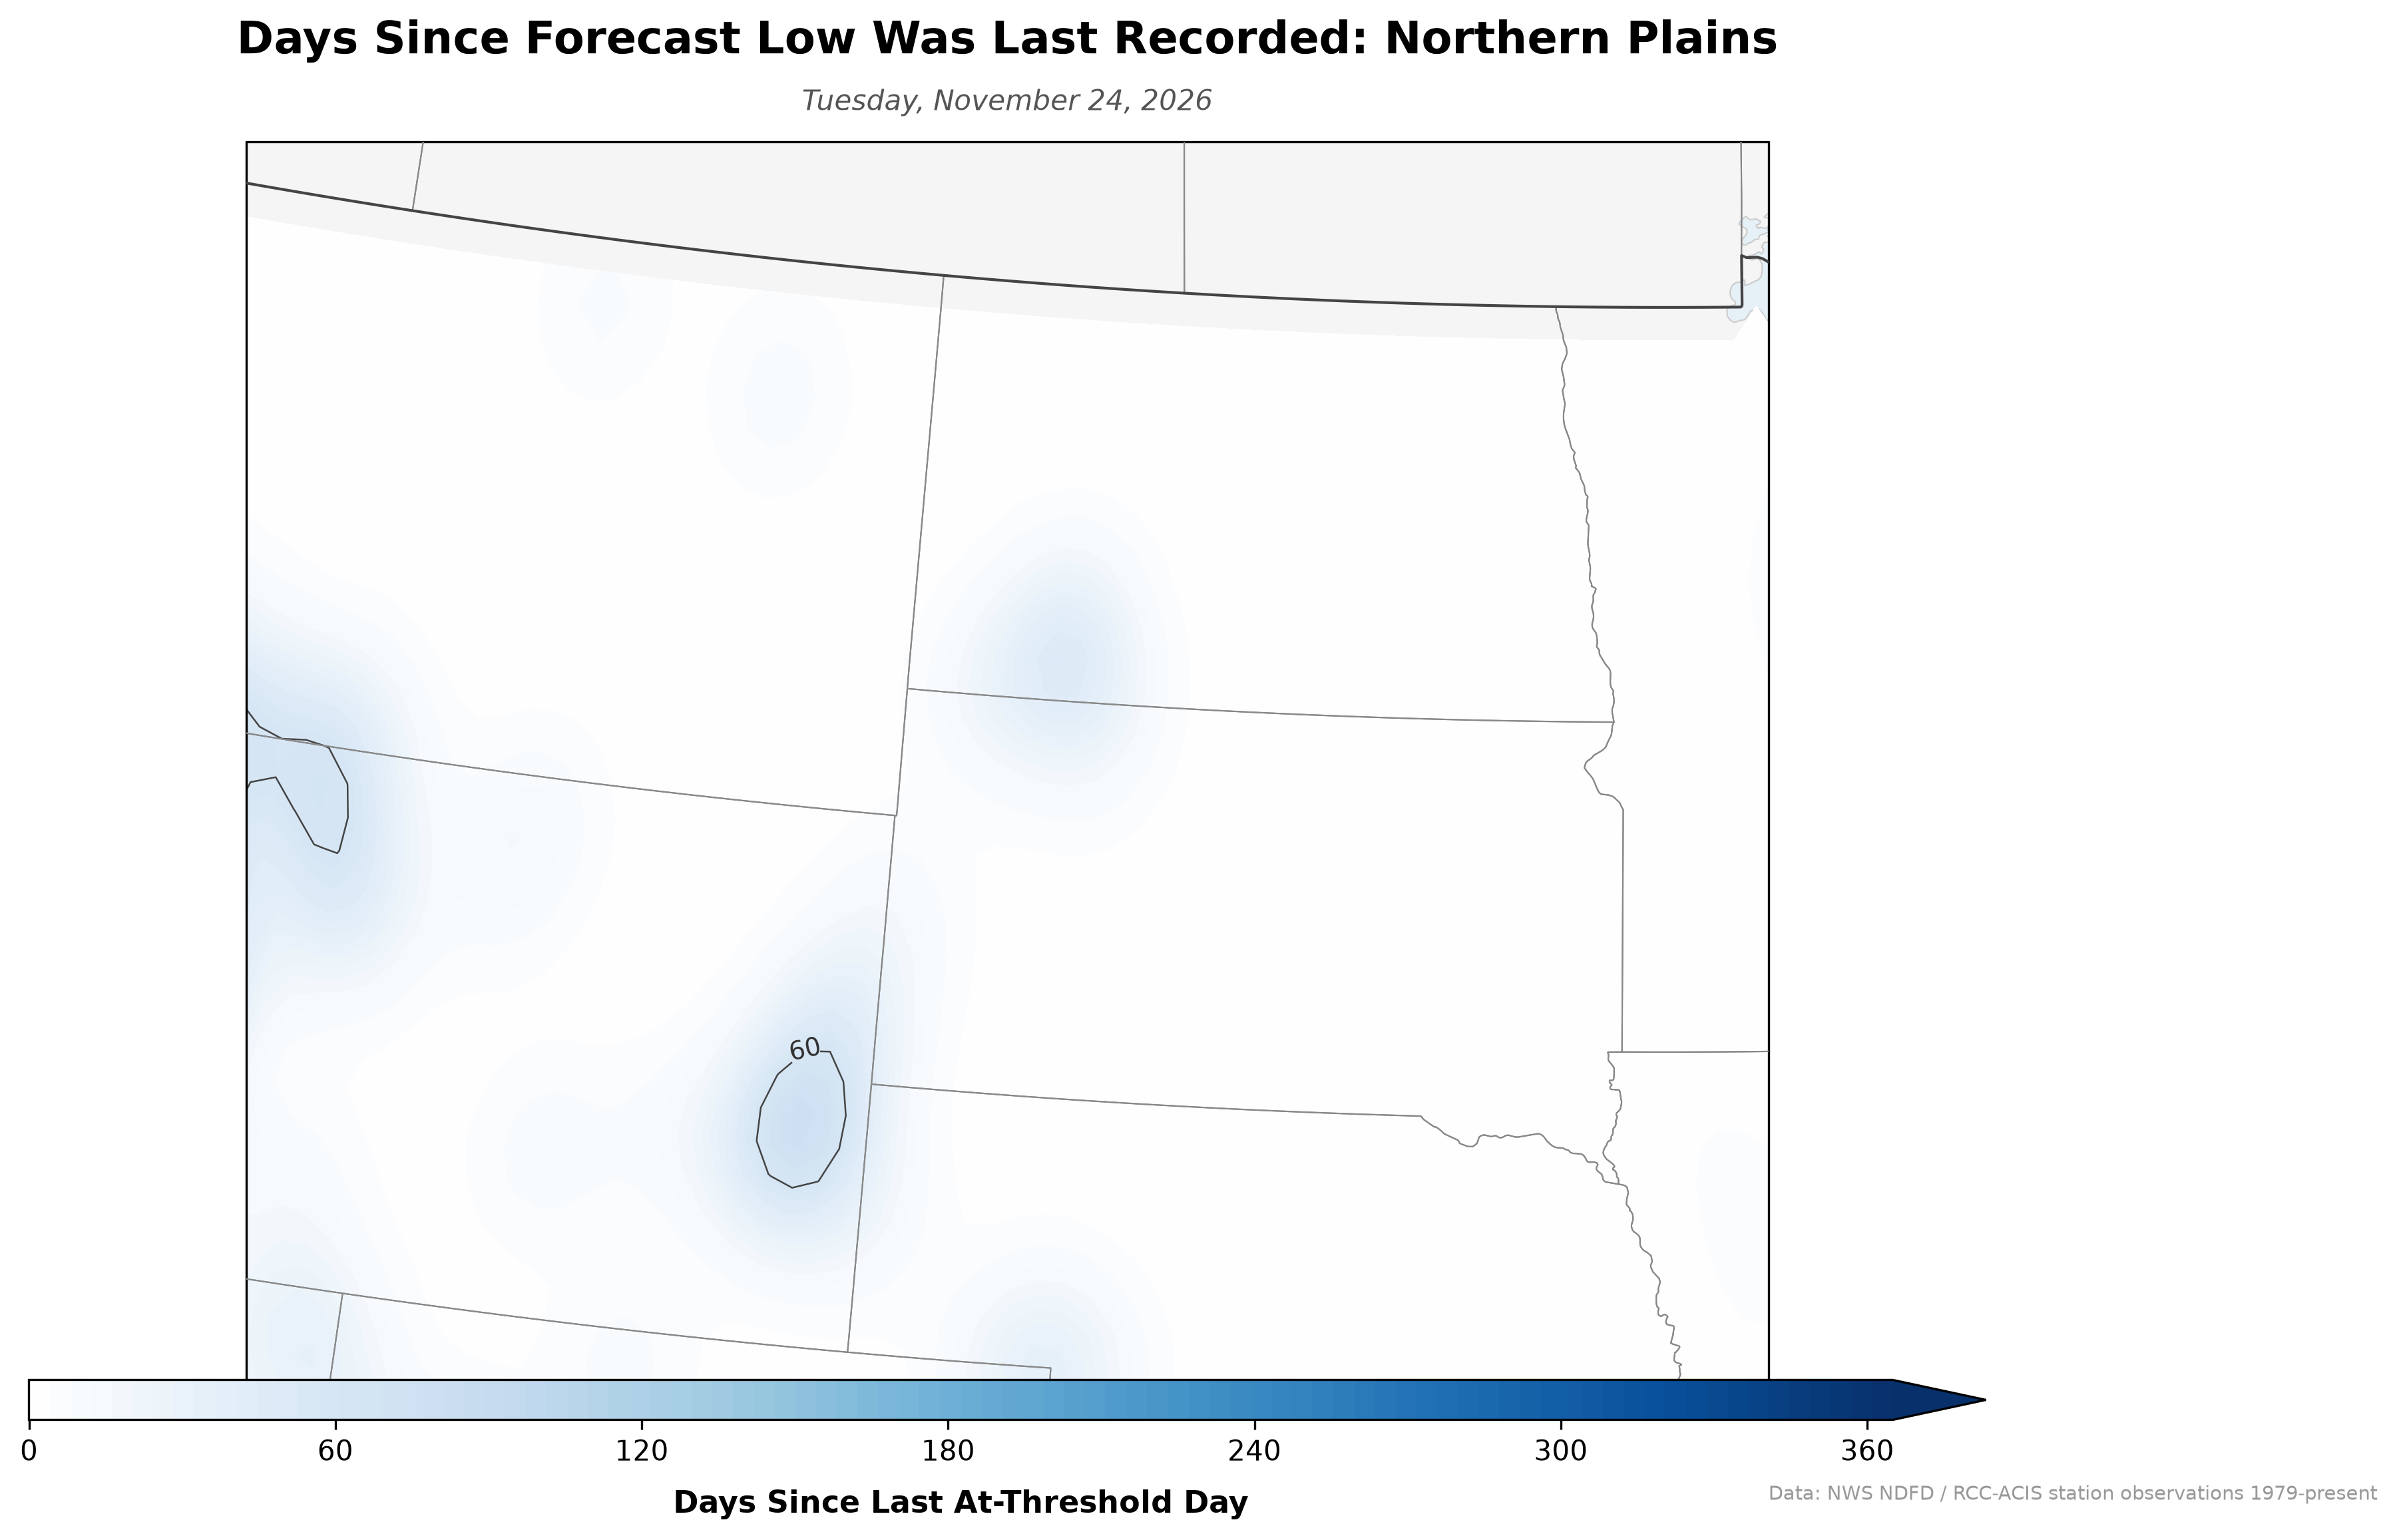 Days Since Forecast Low Was Last Recorded: Northern Plains
Tuesday, November 24, 2026
60
0 60 120 180 240 300 360
Days Since Last At-Threshold Day
Data: NWS NDFD / RCC-ACIS station observations 1979-present